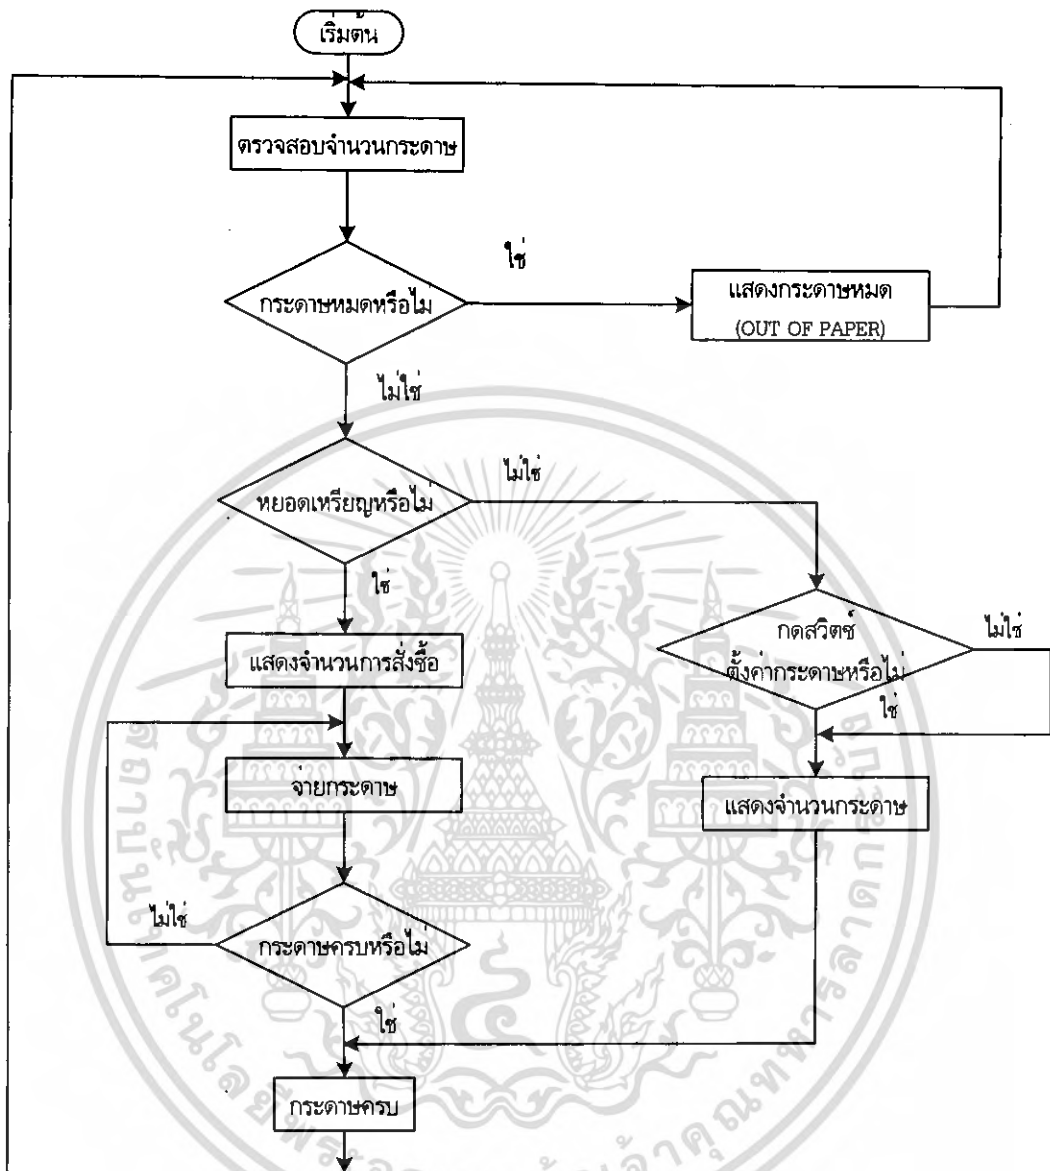 เริ่มต้น
ตรวจสอบจำนวนกระดาษ
กระดาษหมดหรือไม่
ใช่
แสดงกระดาษหมด
(OUT OF PAPER)
ไม่ใช่
หยอดเหรียญหรือไม่
ไม่ใช่
ใช่
กดสวิตช์
ตั้งค่ากระดาษหรือไม่
ไม่ใช่
ใช่
แสดงจำนวนการสั่งซื้อ
จ่ายกระดาษ
แสดงจำนวนกระดาษ
ไม่ใช่
กระดาษครบหรือไม่
ใช่
กระดาษครบ